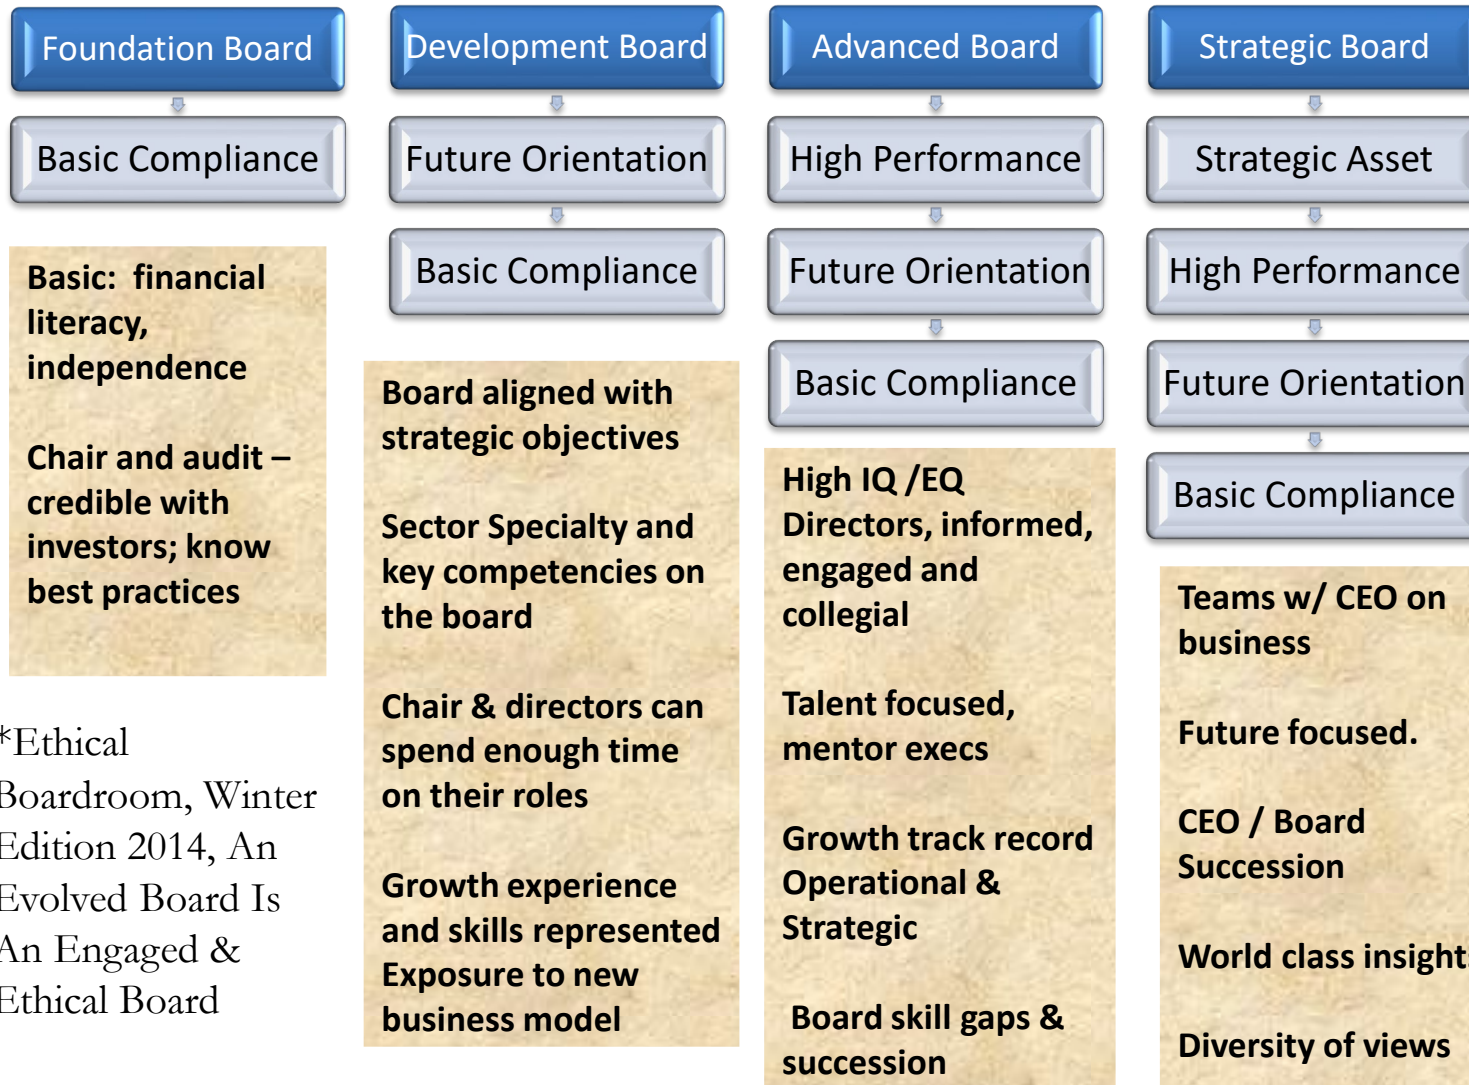 Foundation Board
Basic Compliance
Basic: financial
literacy,
independence
Chair and audit –
credible with
investors; know
best practices
*Ethical
Boardroom, Winter
Edition 2014, An
Evolved Board Is
An Engaged &
Ethical Board
Development Board
Future Orientation
Basic Compliance
Board aligned with
strategic objectives
Sector Specialty and
key competencies on
the board
Chair & directors can
spend enough time
on their roles
Growth experience
and skills represented
Exposure to new
business model
Advanced Board
High Performance
Future Orientation
Basic Compliance
High IQ /EQ
Directors, informed,
engaged and
collegial
Talent focused,
mentor execs
Growth track record
Operational &
Strategic
Board skill gaps &
succession
Strategic Board
Strategic Asset
High Performance
Future Orientation
Basic Compliance
Teams w/ CEO on
business
Future focused.
CEO / Board
Succession
World class insights
Diversity of views